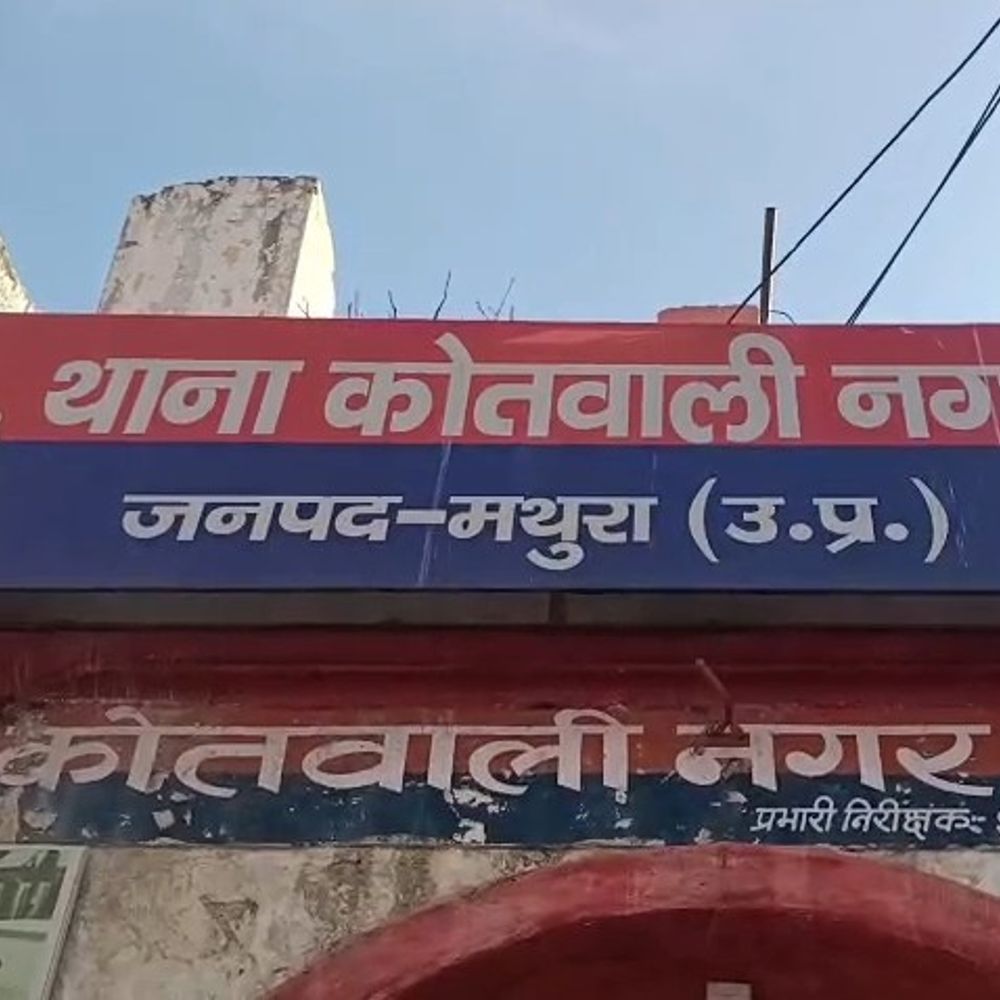 थाना कोतवाली नग
जनपद-मथुरा (उ.प्र.)
कोतवाली नगर
प्रभारी निरीक्षक:-